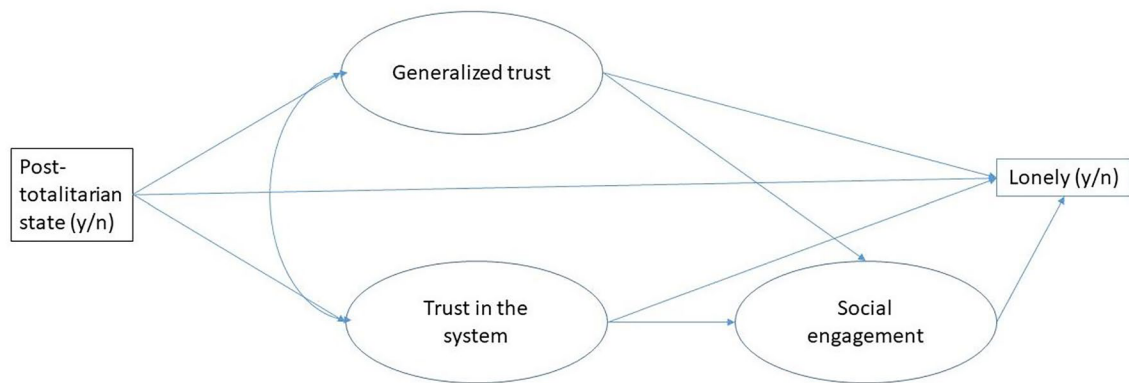 Generalized trust
Post-
totalitarian
state (y/n)
Lonely (y/n)
Trust in the
system
Social
engagement